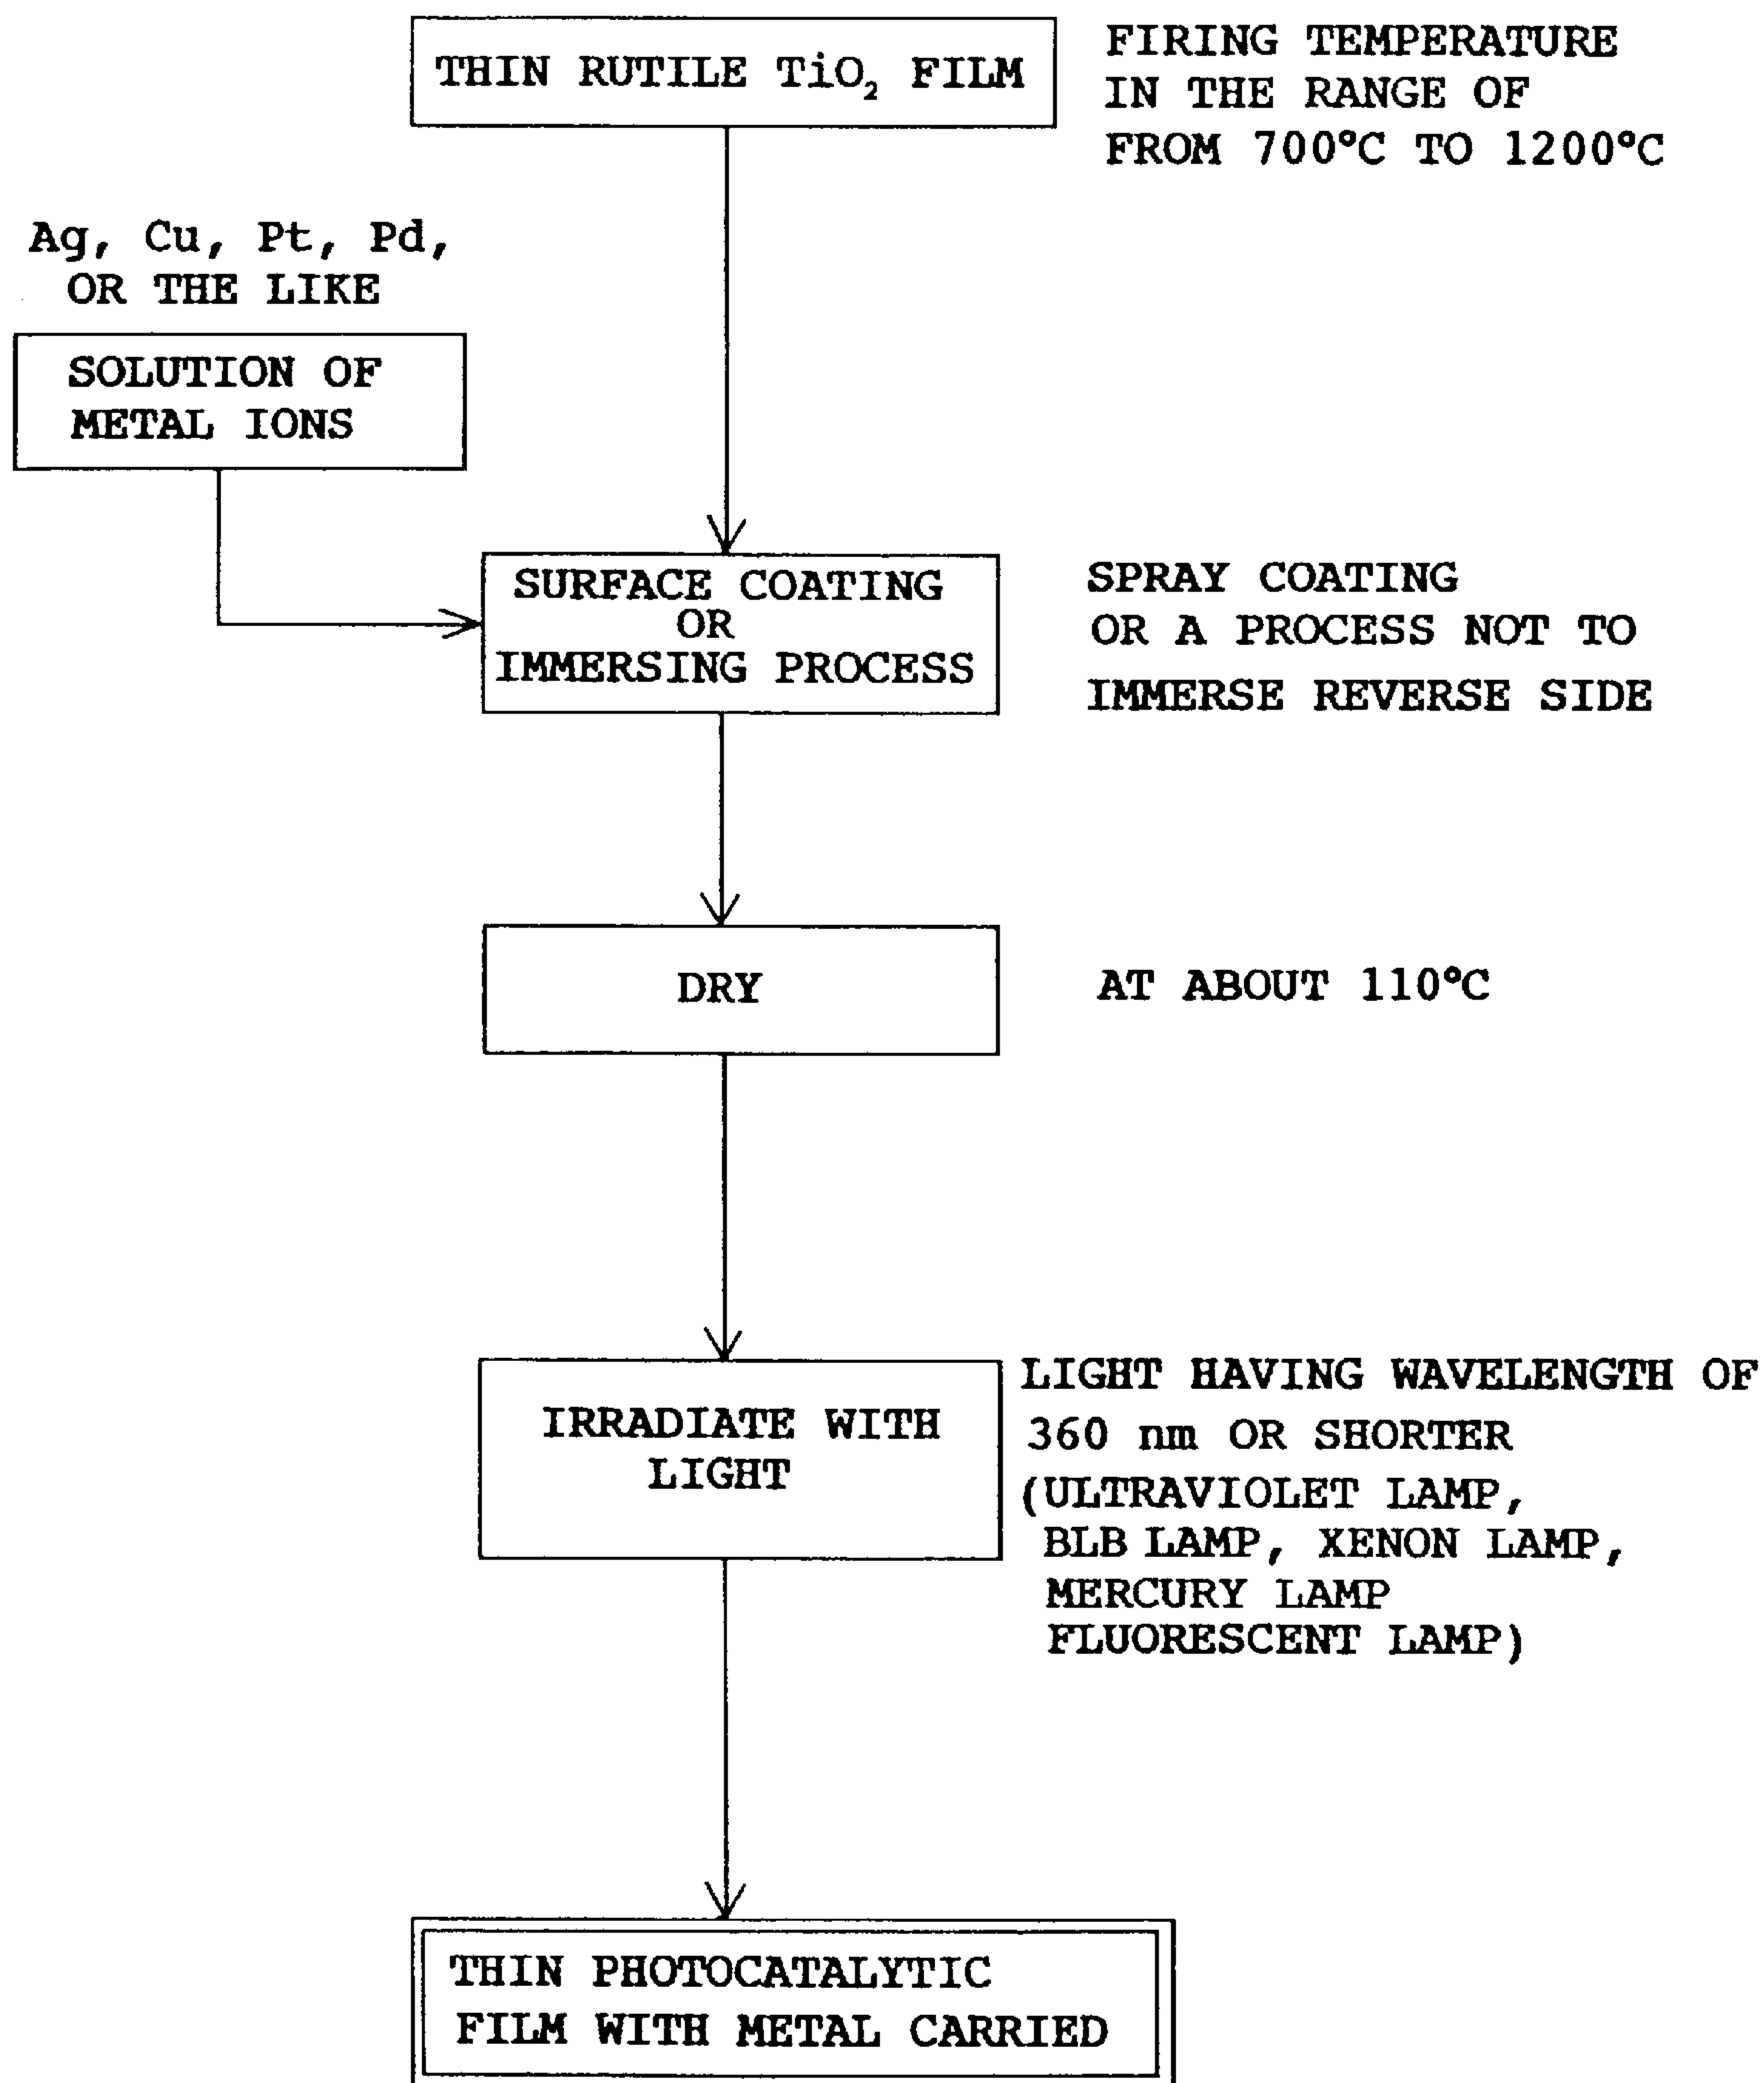 THIN RUTILE TiO₂ FILM
FIRING TEMPERATURE
IN THE RANGE OF
FROM 700°C TO 1200°C
Ag, Cu, Pt, Pd,
OR THE LIKE
SOLUTION OF
METAL IONS
SURFACE COATING
OR
IMMERSING PROCESS
SPRAY COATING
OR A PROCESS NOT TO
IMMERSE REVERSE SIDE
DRY
AT ABOUT 110°C
IRRADIATE WITH
LIGHT
LIGHT HAVING WAVELENGTH OF
360 nm OR SHORTER
(ULTRAVIOLET LAMP,
BLB LAMP, XENON LAMP,
MERCURY LAMP
FLUORESCENT LAMP)
THIN PHOTOCATALYTIC
FILM WITH METAL CARRIED